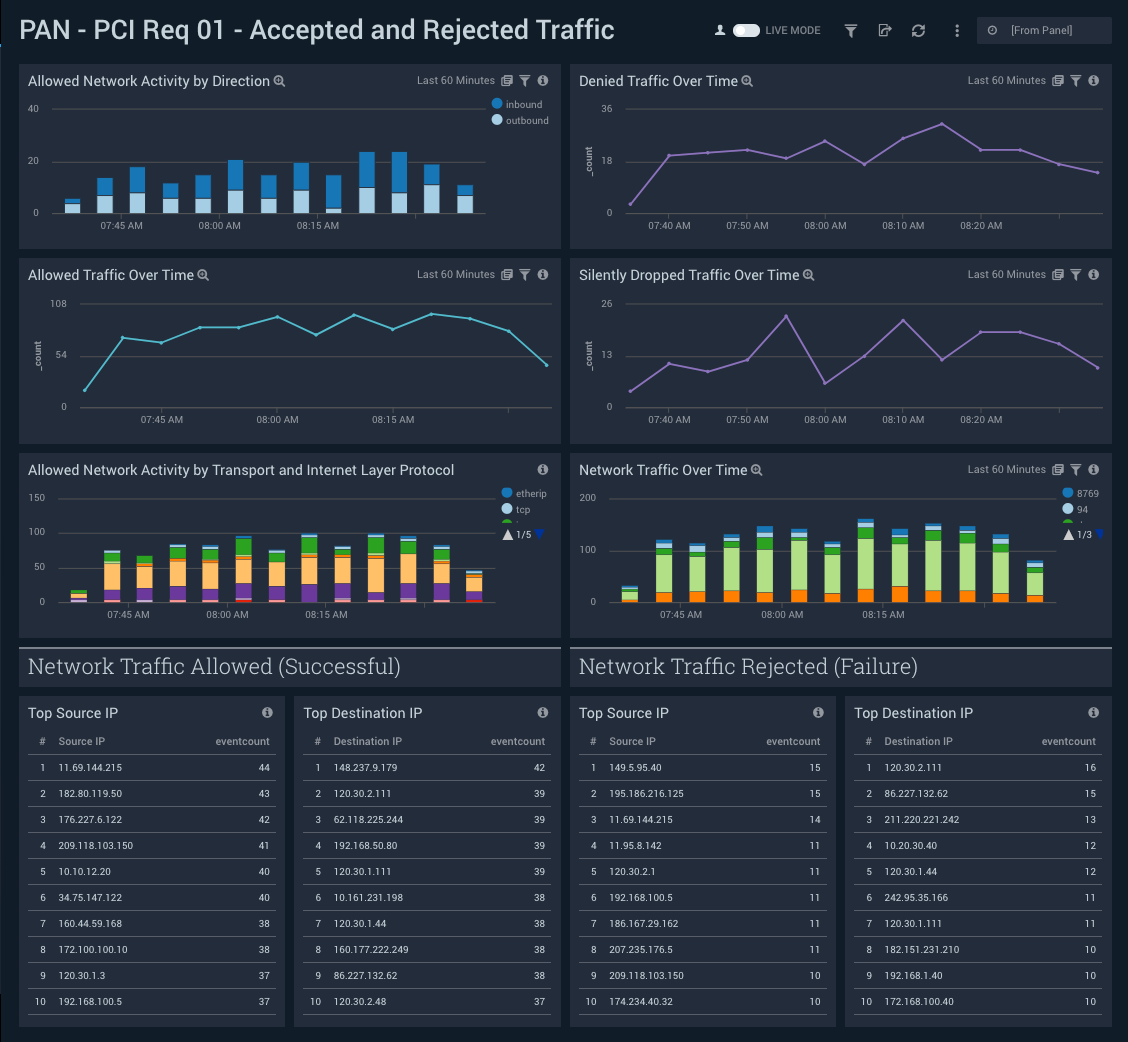 PAN - PCI Req 01 - Accepted and Rejected Traffic
LIVE MODE
[From Panel]
Allowed Network Activity by Direction
Last 60 Minutes
inbound
outbound
40
20
0
07:45 AM 08:00 AM 08:15 AM
Denied Traffic Over Time
Last 60 Minutes
_count
36
18
0
07:40 AM 07:50 AM 08:00 AM 08:10 AM 08:20 AM
Allowed Traffic Over Time
Last 60 Minutes
_count
108
54
0
07:45 AM 08:00 AM 08:15 AM
Silently Dropped Traffic Over Time
Last 60 Minutes
_count
26
13
0
07:40 AM 07:50 AM 08:00 AM 08:10 AM 08:20 AM
Allowed Network Activity by Transport and Internet Layer Protocol
etherip
tcp
1/5
150
100
50
0
07:45 AM 08:00 AM 08:15 AM
Network Traffic Over Time
Last 60 Minutes
8769
94
1/3
200
100
0
07:45 AM 08:00 AM 08:15 AM
Network Traffic Allowed (Successful)
Network Traffic Rejected (Failure)
Top Source IP
# Source IP eventcount
1 11.69.144.215 44
2 182.80.119.50 43
3 176.227.6.122 42
4 209.118.103.150 41
5 10.10.12.20 40
6 34.75.147.122 40
7 160.44.59.168 38
8 172.100.100.10 38
9 120.30.1.3 37
10 192.168.100.5 37
Top Destination IP
# Destination IP eventcount
1 148.237.9.179 42
2 120.30.2.111 39
3 62.118.225.244 39
4 192.168.50.80 39
5 120.30.1.111 39
6 10.161.231.198 38
7 120.30.1.44 38
8 160.177.222.249 38
9 86.227.132.62 38
10 120.30.2.48 37
Top Source IP
# Source IP eventcount
1 149.5.95.40 15
2 195.186.216.125 15
3 11.69.144.215 14
4 11.95.8.142 11
5 120.30.2.1 11
6 192.168.100.5 11
7 186.167.29.162 11
8 207.235.176.5 11
9 209.118.103.150 10
10 174.234.40.32 10
Top Destination IP
# Destination IP eventcount
1 120.30.2.111 16
2 86.227.132.62 15
3 211.220.221.242 13
4 10.20.30.40 12
5 120.30.1.44 12
6 242.95.35.166 11
7 120.30.1.111 11
8 182.151.231.210 10
9 192.168.1.40 10
10 172.168.100.40 10